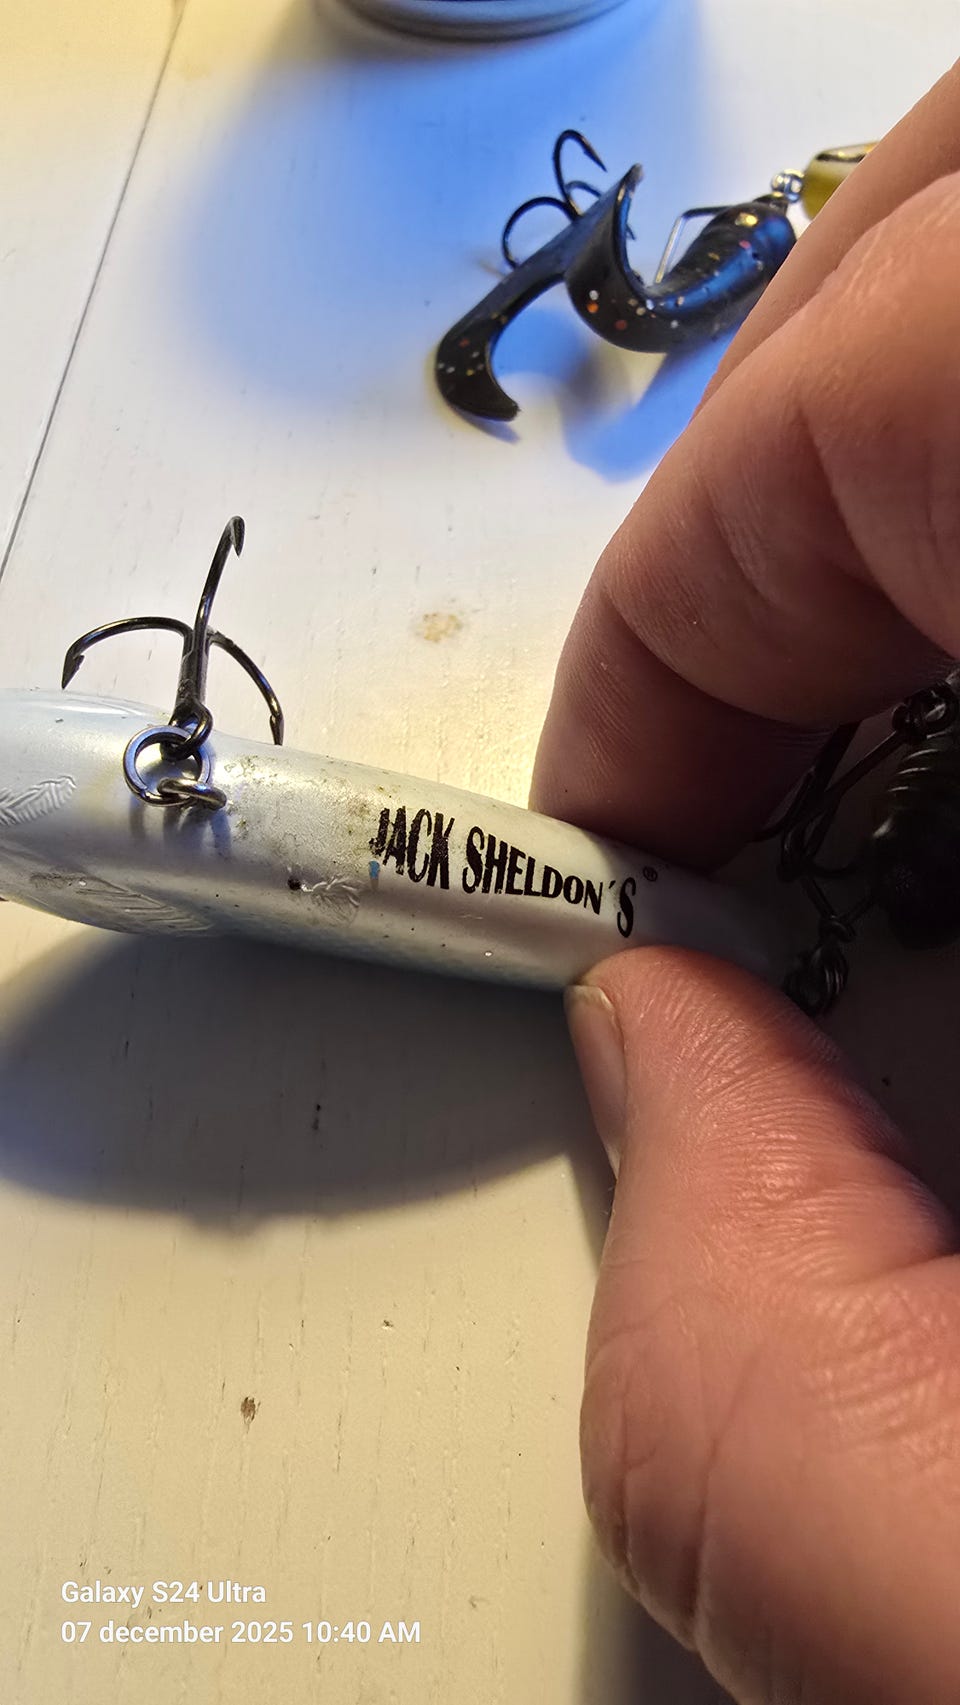 JACK SHELDON´S ®
Galaxy S24 Ultra
07 december 2025 10:40 AM